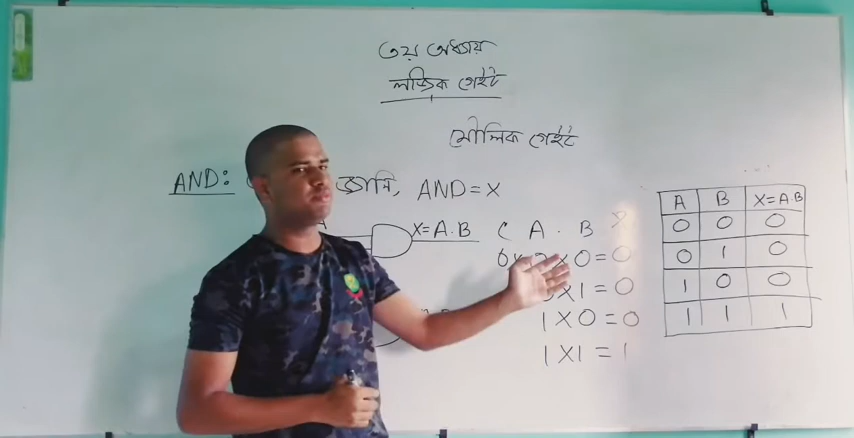 ৩য় অধ্যায়
লজিক গেইট
মৌলিক গেইট
AND: জানি, AND = X
X = A.B
A . B
0 = 0
X 1 = 0
1 X 0 = 0
1 X 1 = 1
A B X = A.B
0 0 0
0 1 0
1 0 0
1 1 1